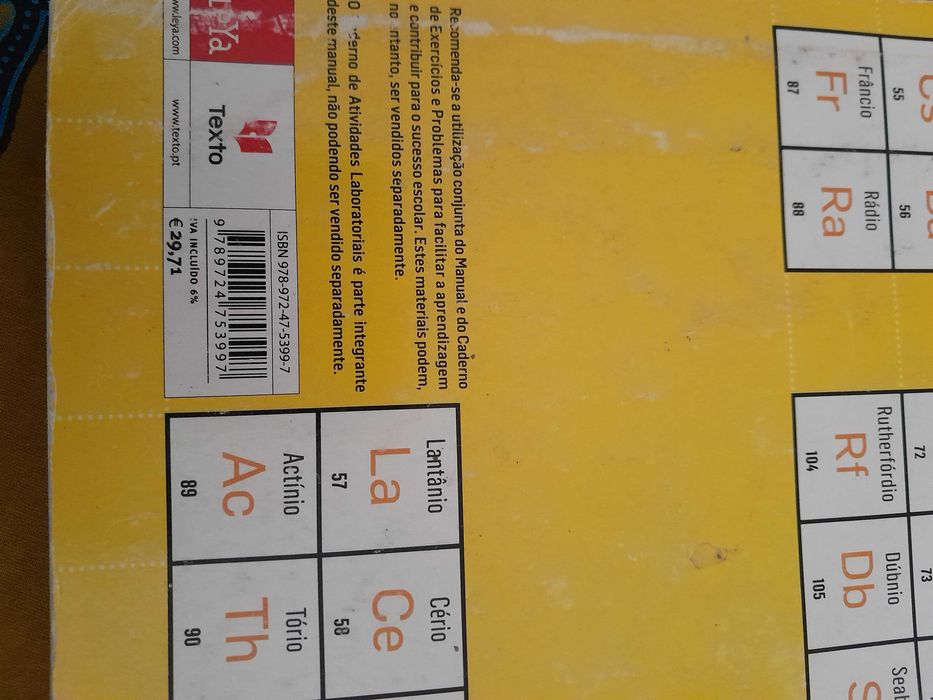 Cs
55
56
Frâncio
Fr
87
Rádio
Ra
88
72
73
Rutherfórdio
Rf
104
Dúbnio
Db
105
Recomenda-se a utilização conjunta do Manual e do Caderno
de Exercícios e Problemas para facilitar a aprendizagem
e contribuir para o sucesso escolar. Estes materiais podem,
no entanto, ser vendidos separadamente.
O Caderno de Atividades Laboratoriais é parte integrante
deste manual, não podendo ser vendido separadamente.
LeYa
www.leya.com
Texto
www.texto.pt
ISBN 978-972-47-5399-7
9 789724 753997
IVA INCLUÍDO 6%
€ 29,71
Lantânio
La
57
Cério
Ce
58
Actínio
Ac
89
Tório
Th
90